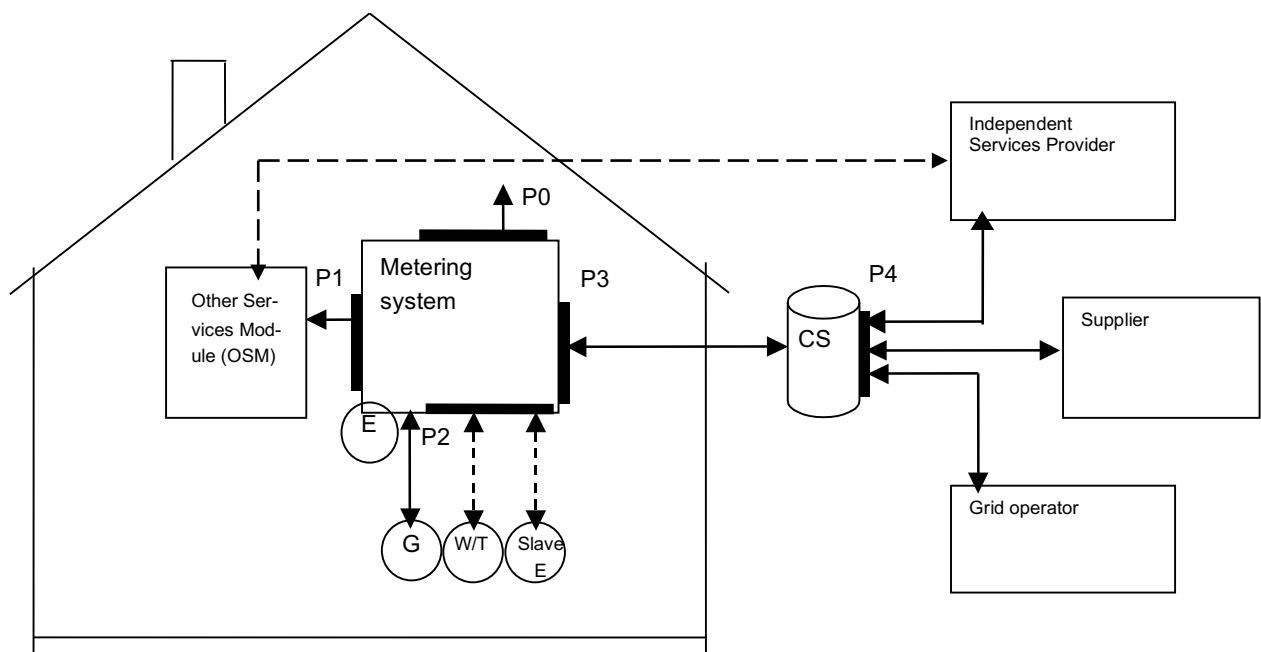 Independent
Services Provider
P0
Metering
system
P1
P3
P4
Other Ser-
vices Mod-
ule (OSM)
CS
Supplier
E
P2
G
W/T
Slave
E
Grid operator